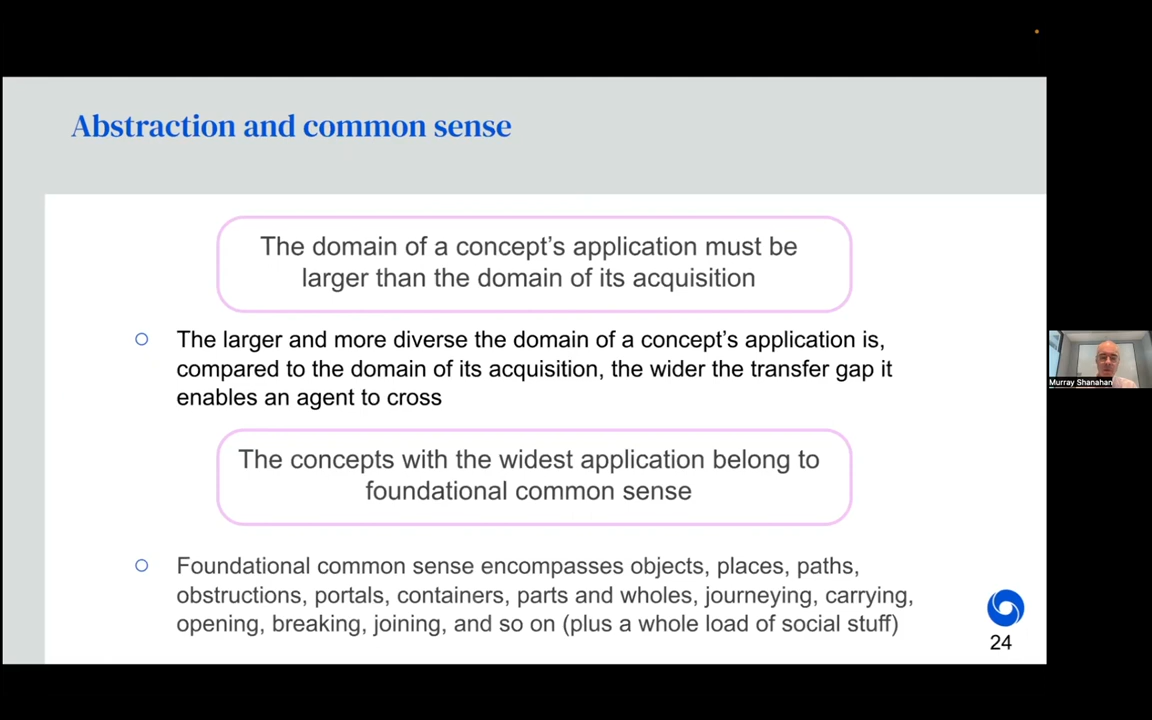 Abstraction and common sense
The domain of a concept's application must be
larger than the domain of its acquisition
The larger and more diverse the domain of a concept's application is,
compared to the domain of its acquisition, the wider the transfer gap it
enables an agent to cross
The concepts with the widest application belong to
foundational common sense
Foundational common sense encompasses objects, places, paths,
obstructions, portals, containers, parts and wholes, journeying, carrying,
opening, breaking, joining, and so on (plus a whole load of social stuff)
24
Murray Shanahan